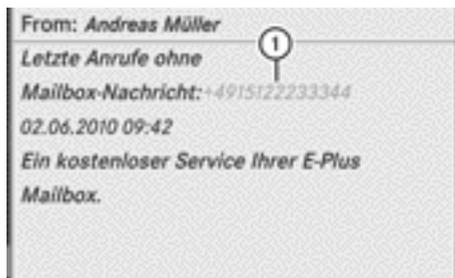 From: Andreas Müller
1
Letzte Anrufe ohne
Mailbox-Nachricht:+4915122233344
02.06.2010 09:42
Ein kostenloser Service Ihrer E-Plus
Mailbox.